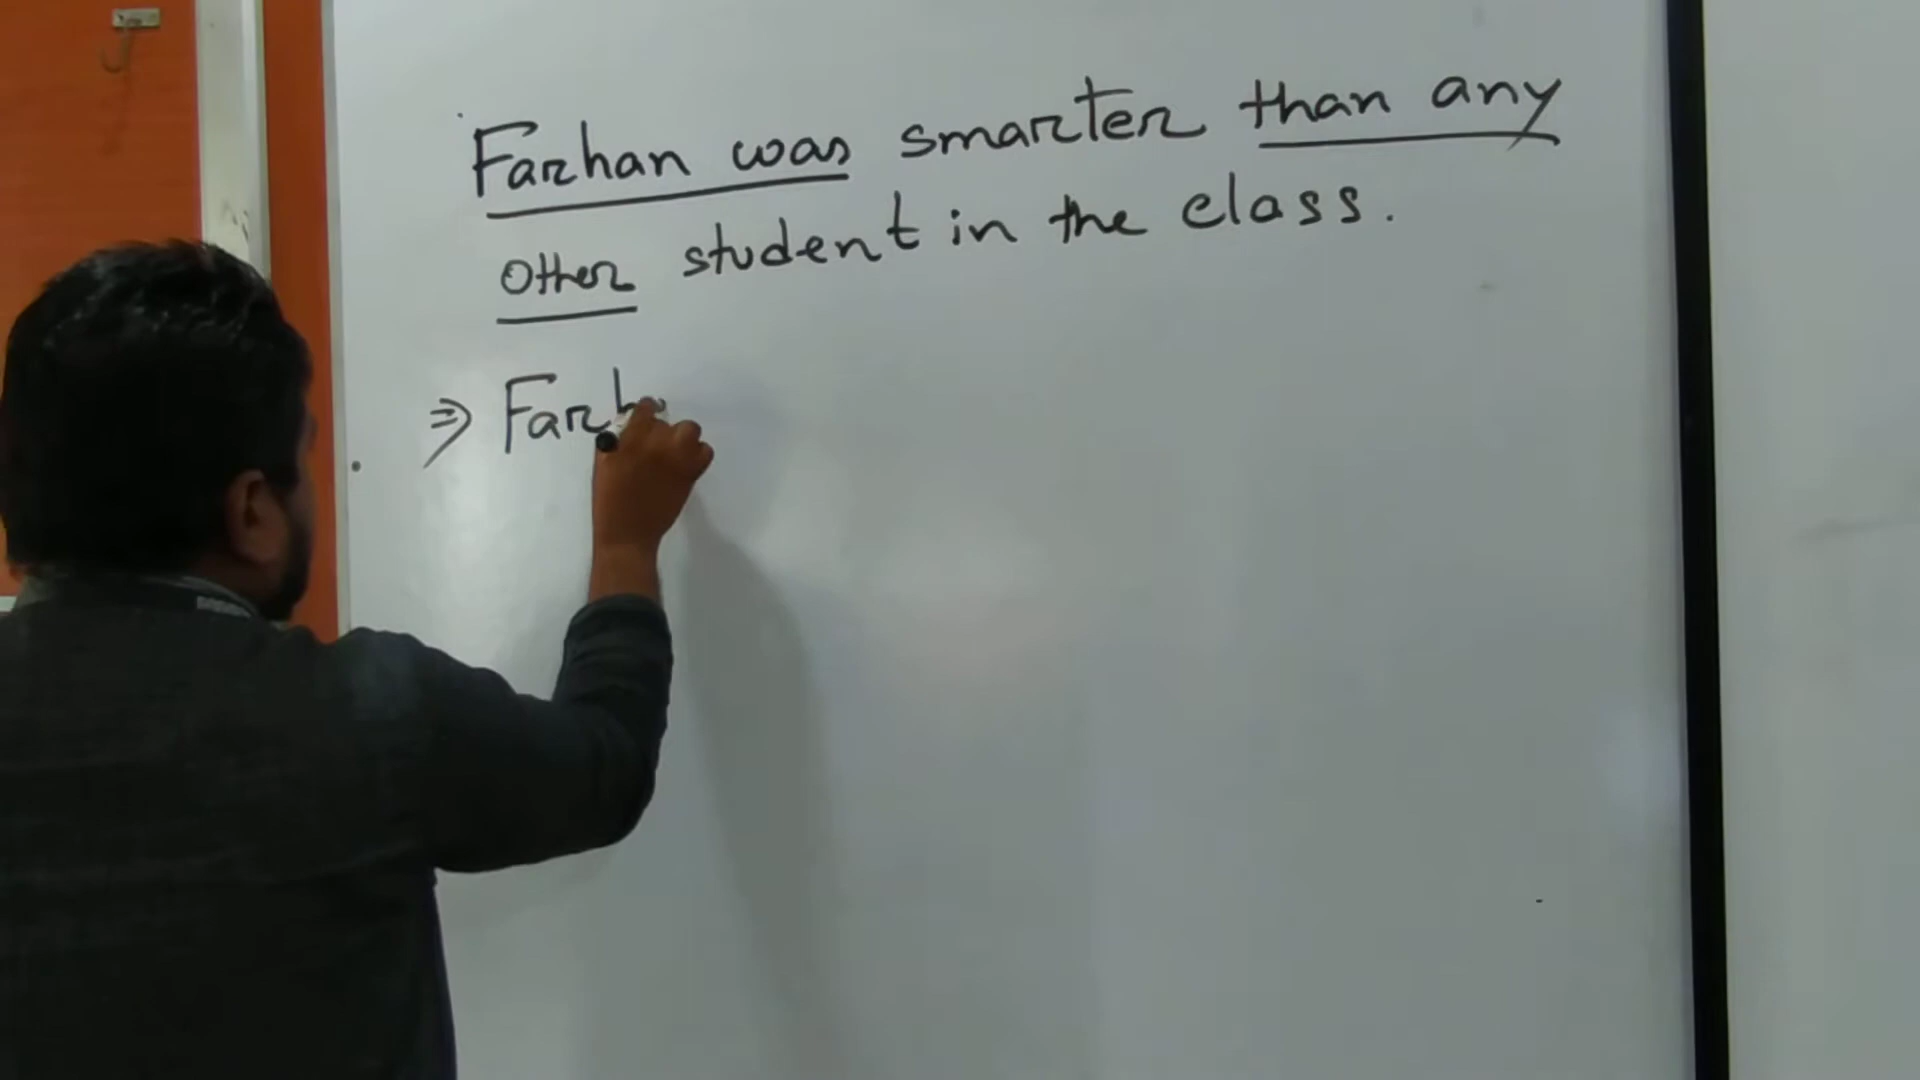 Farhan was smarter than any
other student in the class.
⇒ Farh